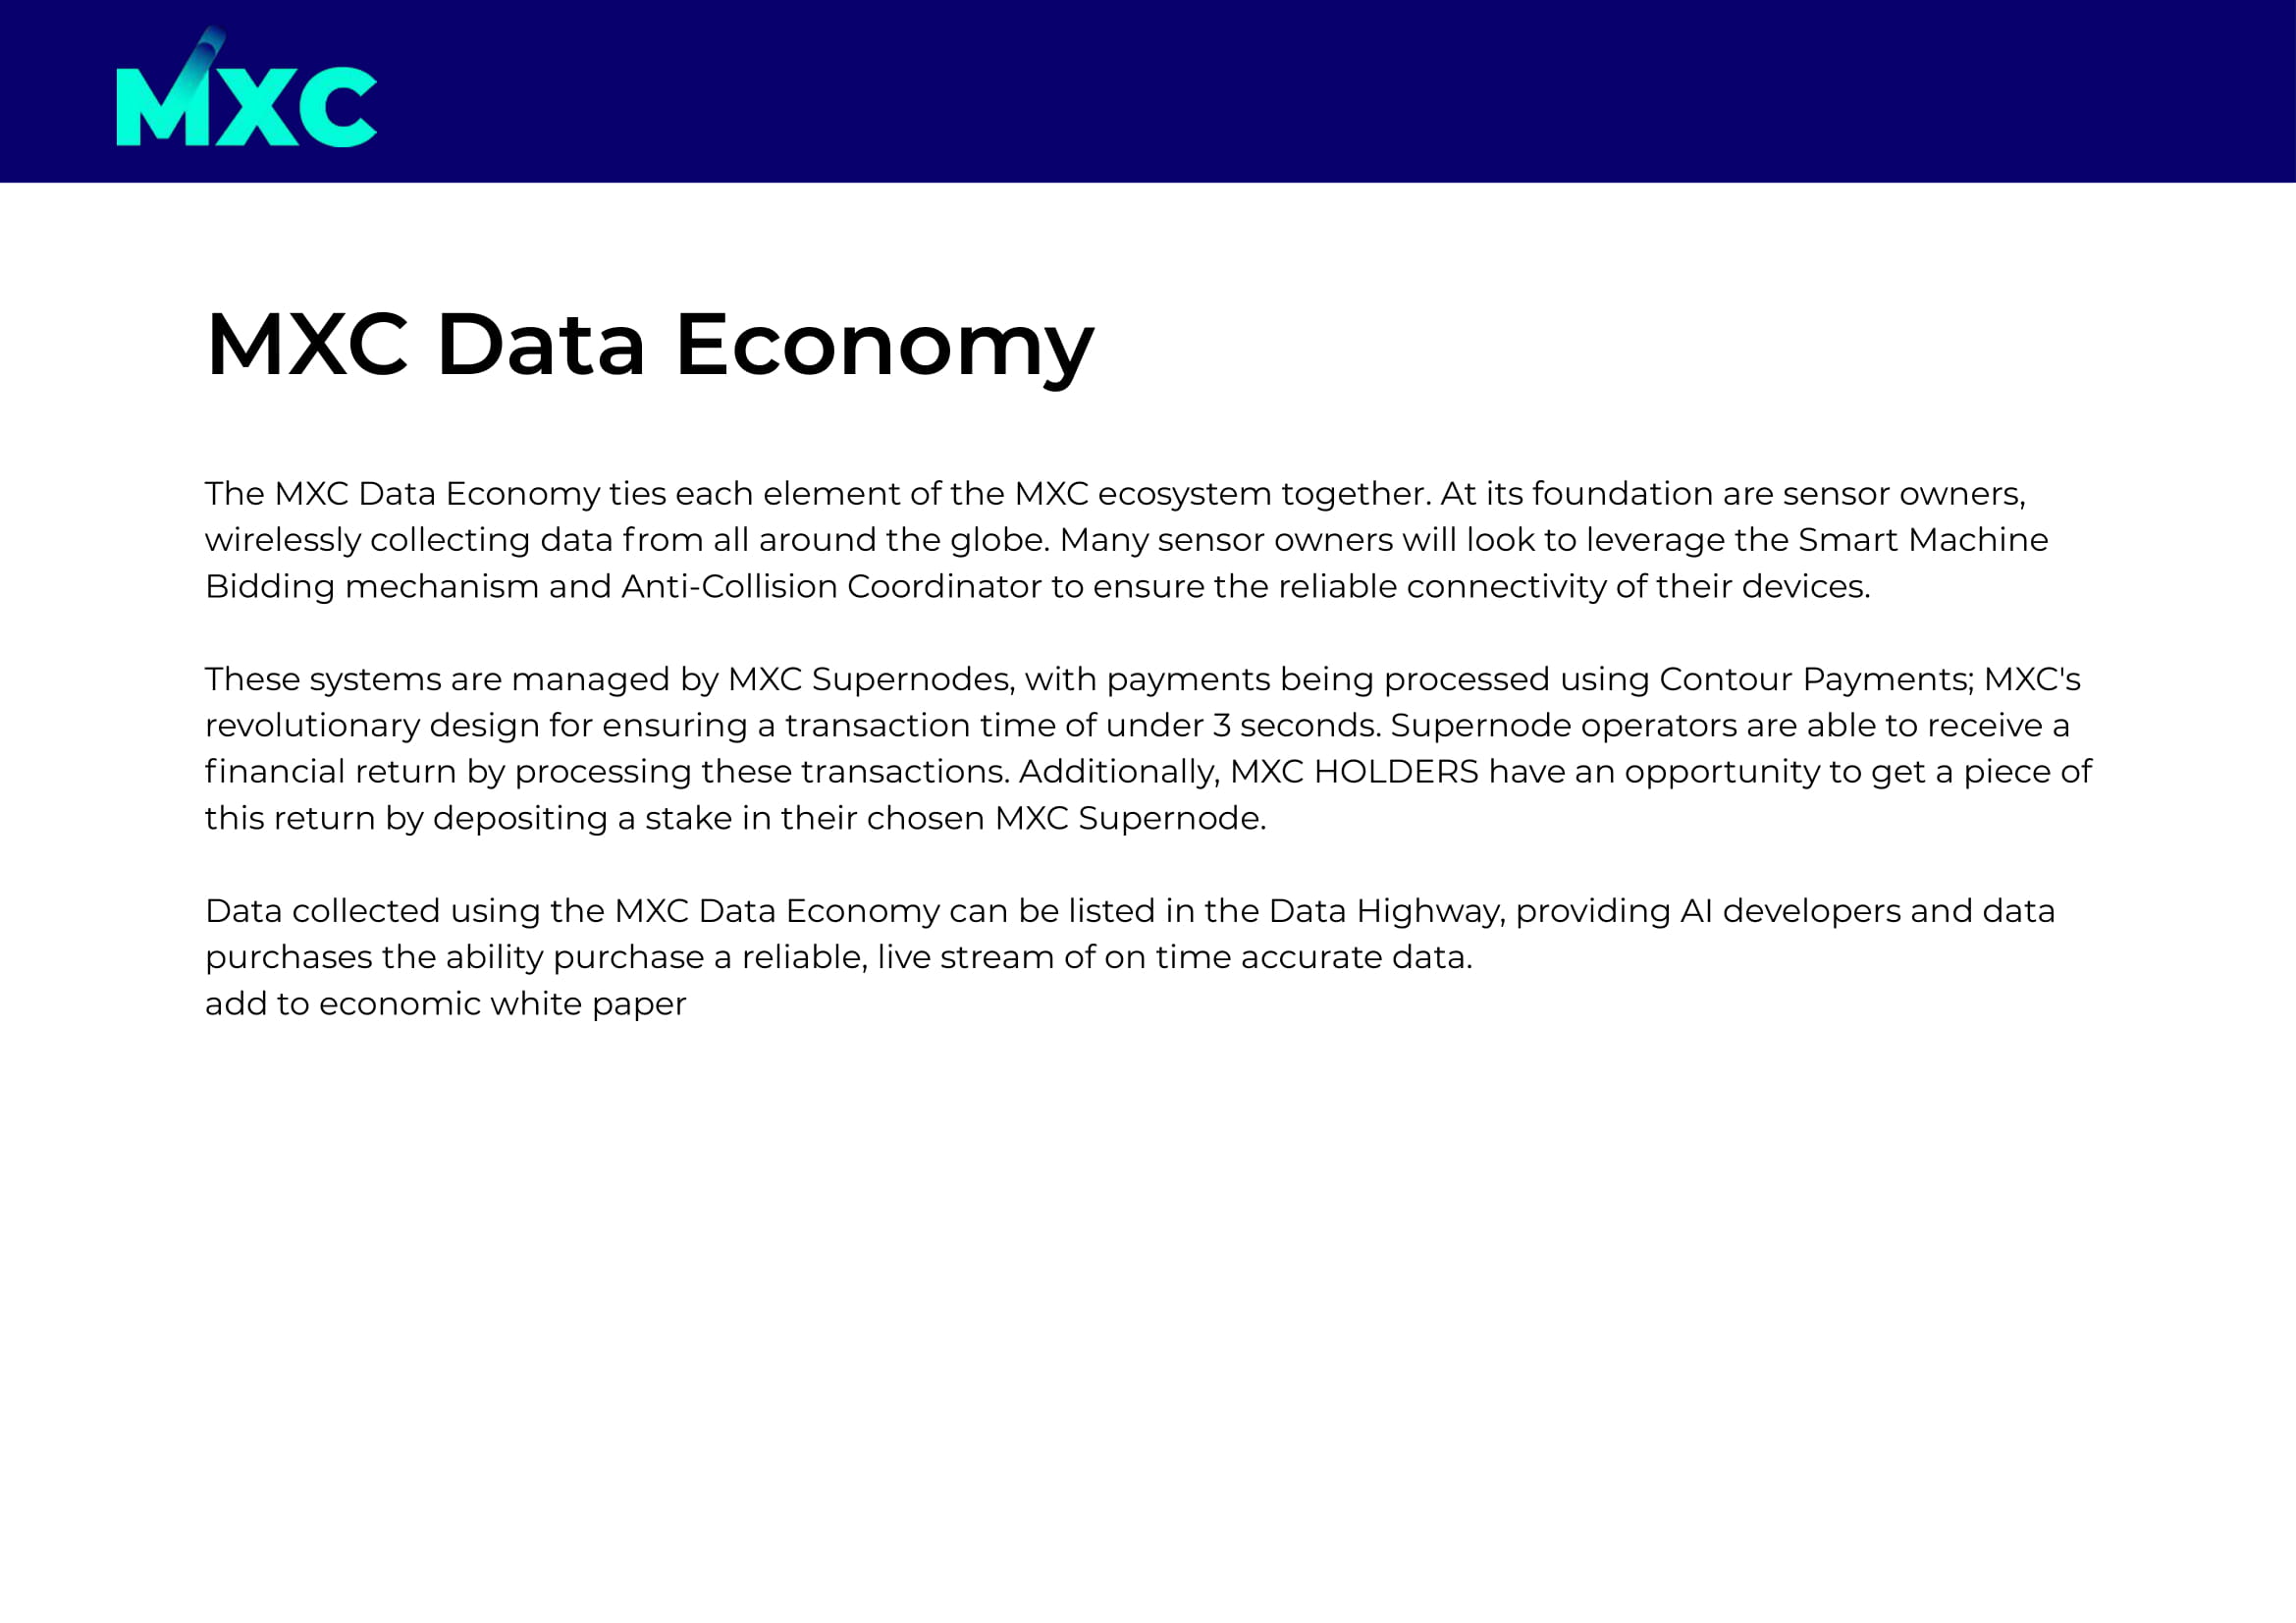 MXC
MXC Data Economy
The MXC Data Economy ties each element of the MXC ecosystem together. At its foundation are sensor owners,
wirelessly collecting data from all around the globe. Many sensor owners will look to leverage the Smart Machine
Bidding mechanism and Anti-Collision Coordinator to ensure the reliable connectivity of their devices.
These systems are managed by MXC Supernodes, with payments being processed using Contour Payments; MXC's
revolutionary design for ensuring a transaction time of under 3 seconds. Supernode operators are able to receive a
financial return by processing these transactions. Additionally, MXC HOLDERS have an opportunity to get a piece of
this return by depositing a stake in their chosen MXC Supernode.
Data collected using the MXC Data Economy can be listed in the Data Highway, providing AI developers and data
purchases the ability purchase a reliable, live stream of on time accurate data.
add to economic white paper